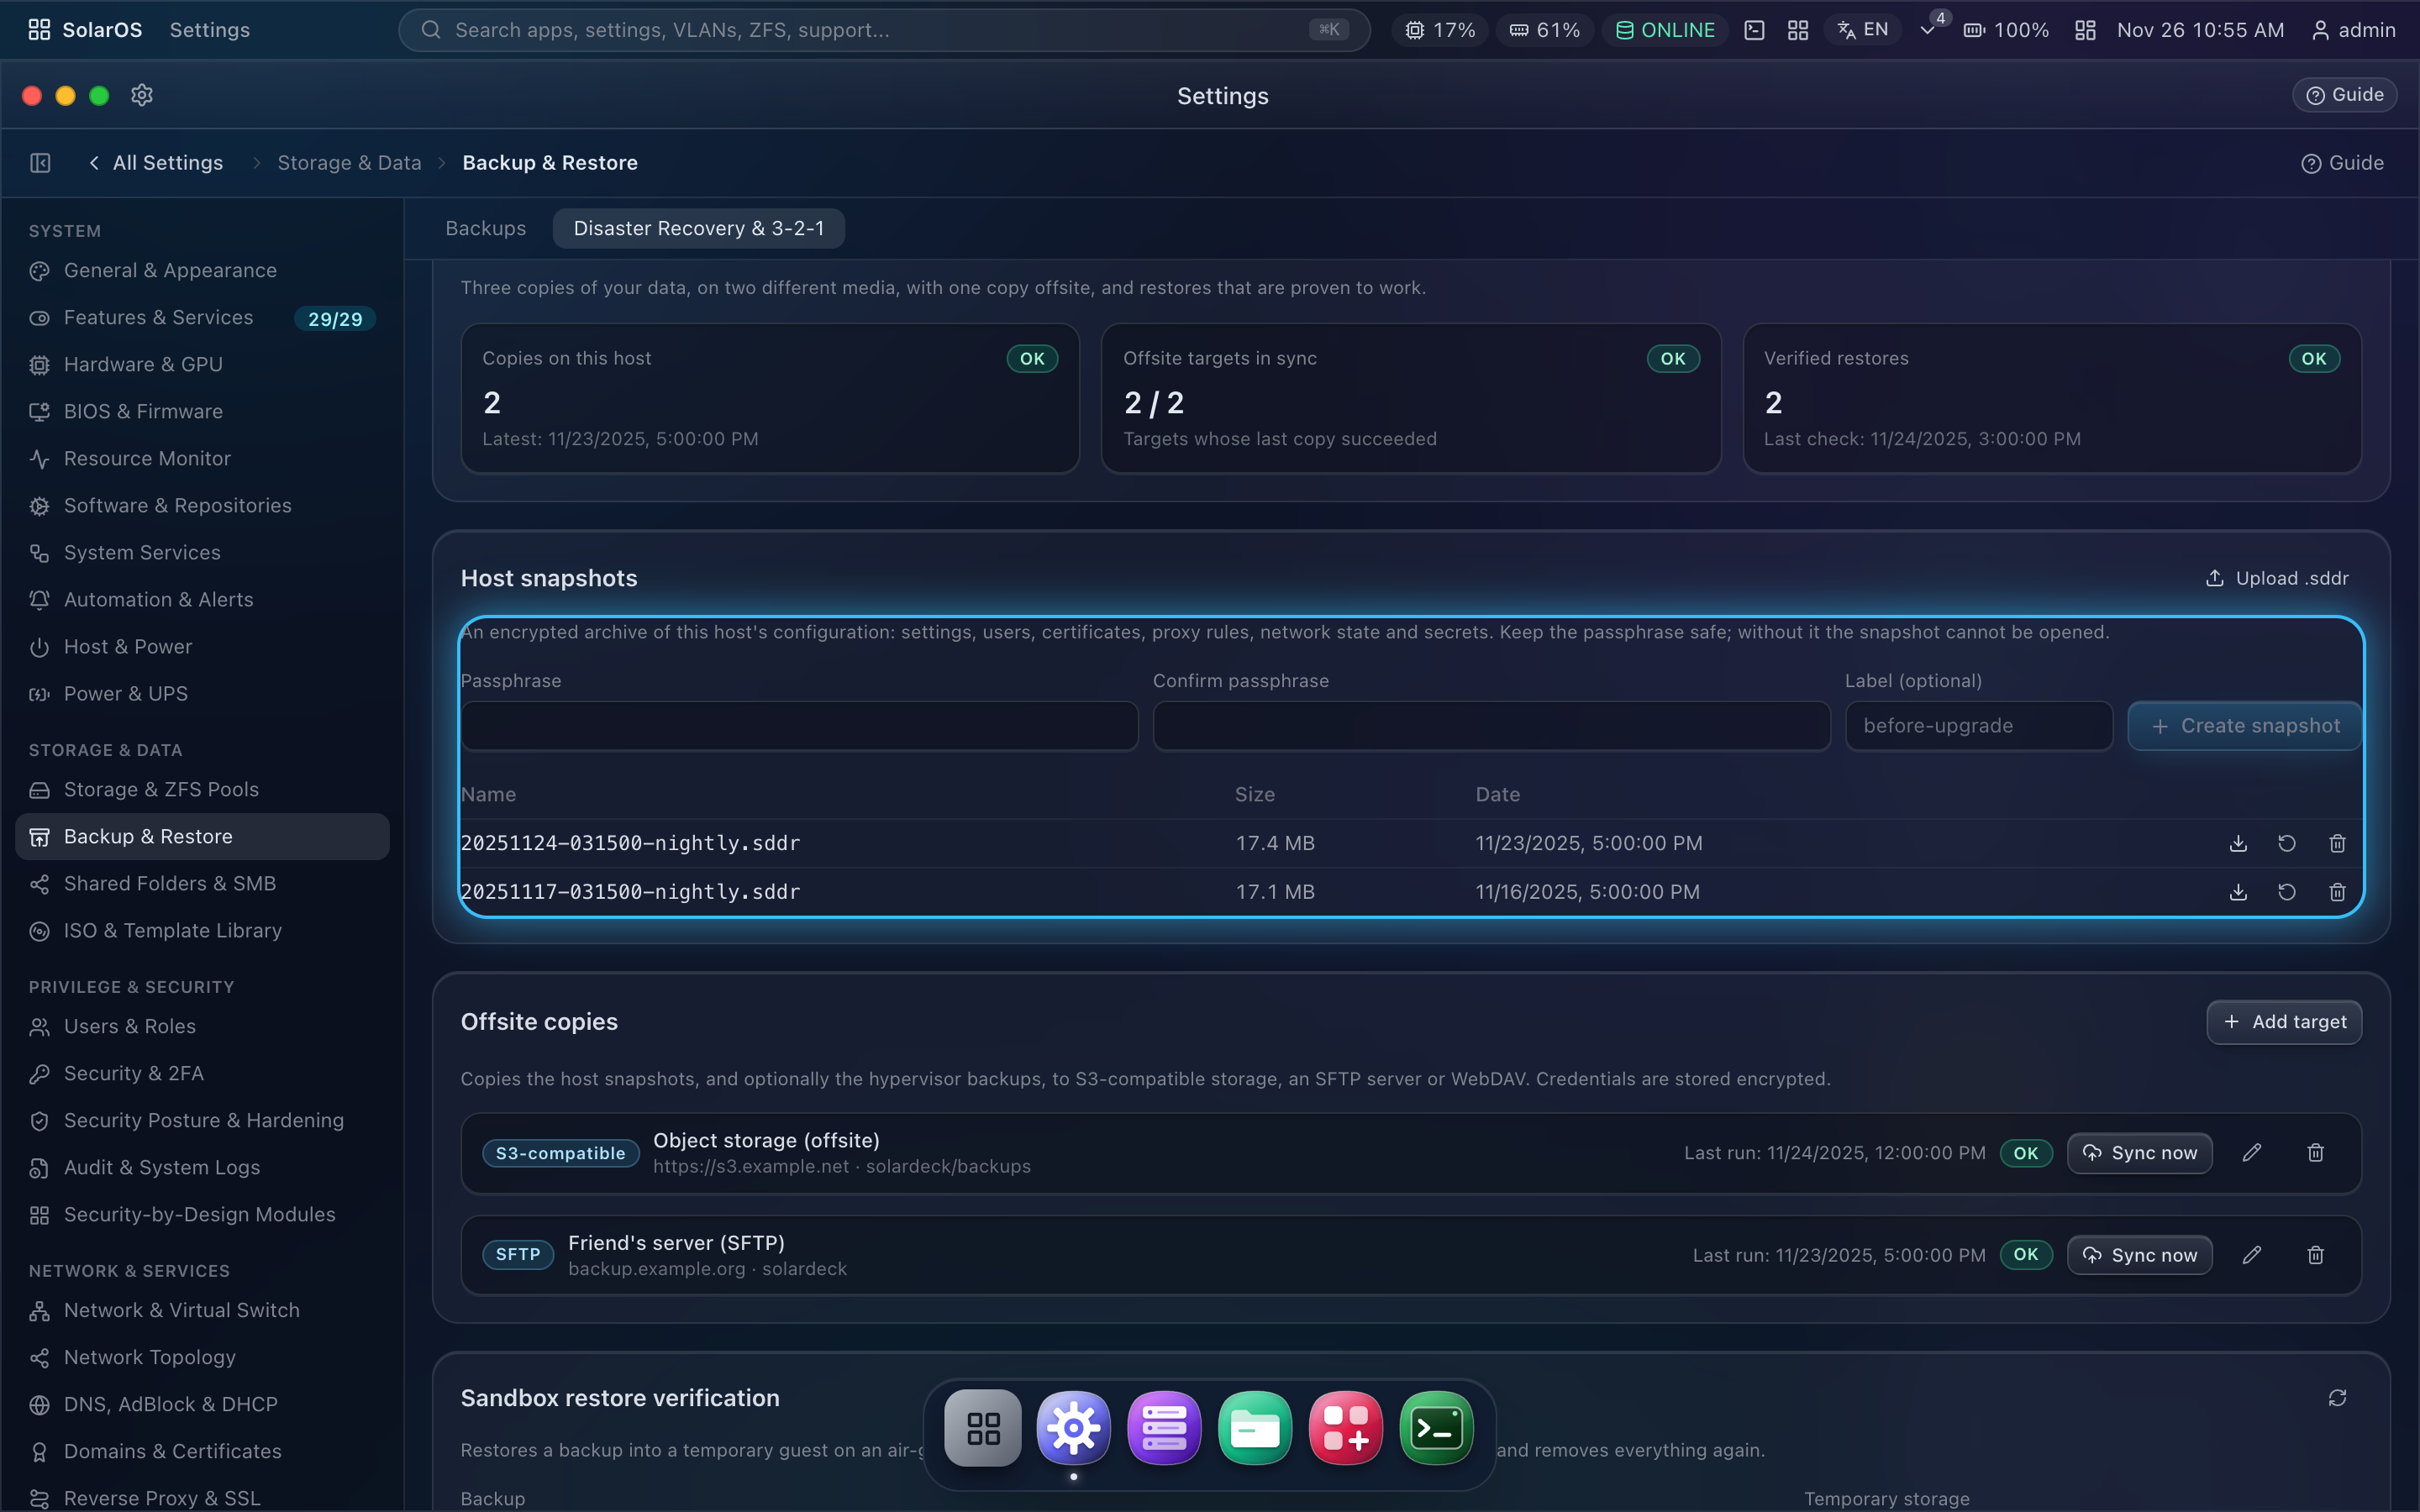 SolarOS Settings Search apps, settings, VLANs, ZFS, support... ⌘K 17% 61% ONLINE EN 4 100% Nov 26 10:55 AM admin
Settings Guide
All Settings Storage & Data Backup & Restore Guide
SYSTEM
General & Appearance
Features & Services 29/29
Hardware & GPU
BIOS & Firmware
Resource Monitor
Software & Repositories
System Services
Automation & Alerts
Host & Power
Power & UPS
STORAGE & DATA
Storage & ZFS Pools
Backup & Restore
Shared Folders & SMB
ISO & Template Library
PRIVILEGE & SECURITY
Users & Roles
Security & 2FA
Security Posture & Hardening
Audit & System Logs
Security-by-Design Modules
NETWORK & SERVICES
Network & Virtual Switch
Network Topology
DNS, AdBlock & DHCP
Domains & Certificates
Reverse Proxy & SSL
Backups Disaster Recovery & 3-2-1
Three copies of your data, on two different media, with one copy offsite, and restores that are proven to work.
Copies on this host OK
2
Latest: 11/23/2025, 5:00:00 PM
Offsite targets in sync OK
2 / 2
Targets whose last copy succeeded
Verified restores OK
2
Last check: 11/24/2025, 3:00:00 PM
Host snapshots Upload .sddr
An encrypted archive of this host's configuration: settings, users, certificates, proxy rules, network state and secrets. Keep the passphrase safe; without it the snapshot cannot be opened.
Passphrase Confirm passphrase Label (optional)
before-upgrade Create snapshot
Name Size Date
20251124-031500-nightly.sddr 17.4 MB 11/23/2025, 5:00:00 PM
20251117-031500-nightly.sddr 17.1 MB 11/16/2025, 5:00:00 PM
Offsite copies Add target
Copies the host snapshots, and optionally the hypervisor backups, to S3-compatible storage, an SFTP server or WebDAV. Credentials are stored encrypted.
S3-compatible Object storage (offsite) Last run: 11/24/2025, 12:00:00 PM OK Sync now
https://s3.example.net · solardeck/backups
SFTP Friend's server (SFTP) Last run: 11/23/2025, 5:00:00 PM OK Sync now
backup.example.org · solardeck
Sandbox restore verification
Restores a backup into a temporary guest on an and removes everything again.
Backup Temporary storage